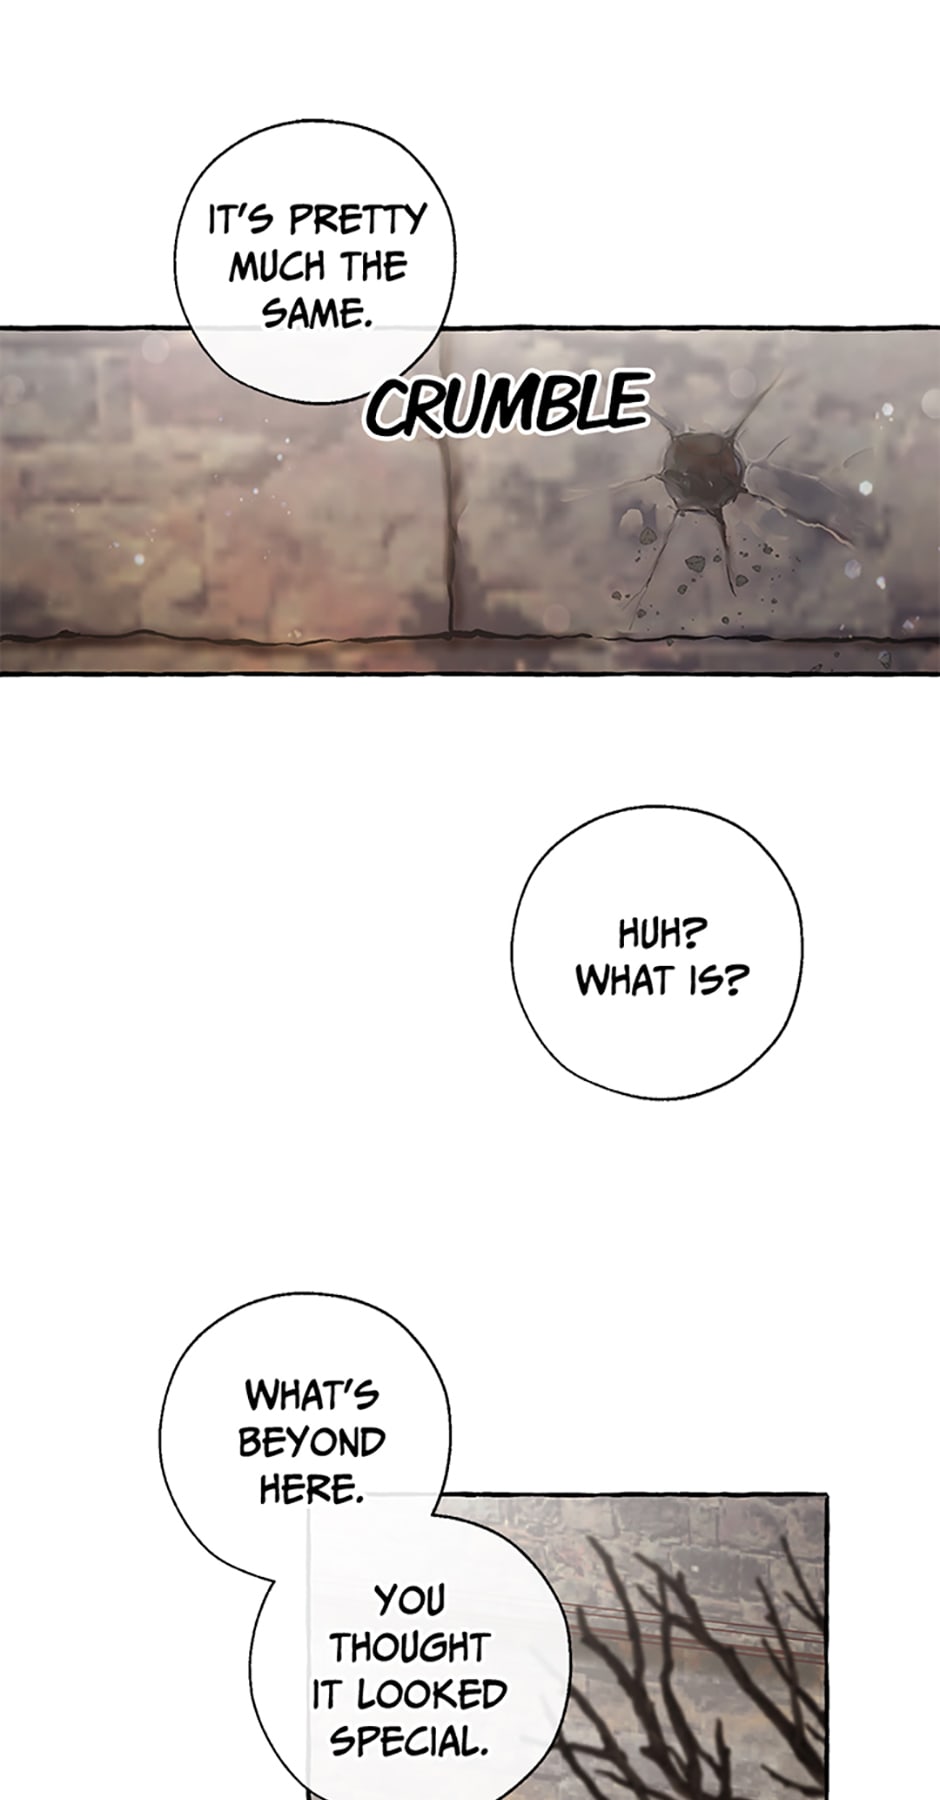 IT'S PRETTY
MUCH THE
SAME.
CRUMBLE
HUH?
WHAT IS?
WHAT'S
BEYOND
HERE.
YOU
THOUGHT
IT LOOKED
SPECIAL.